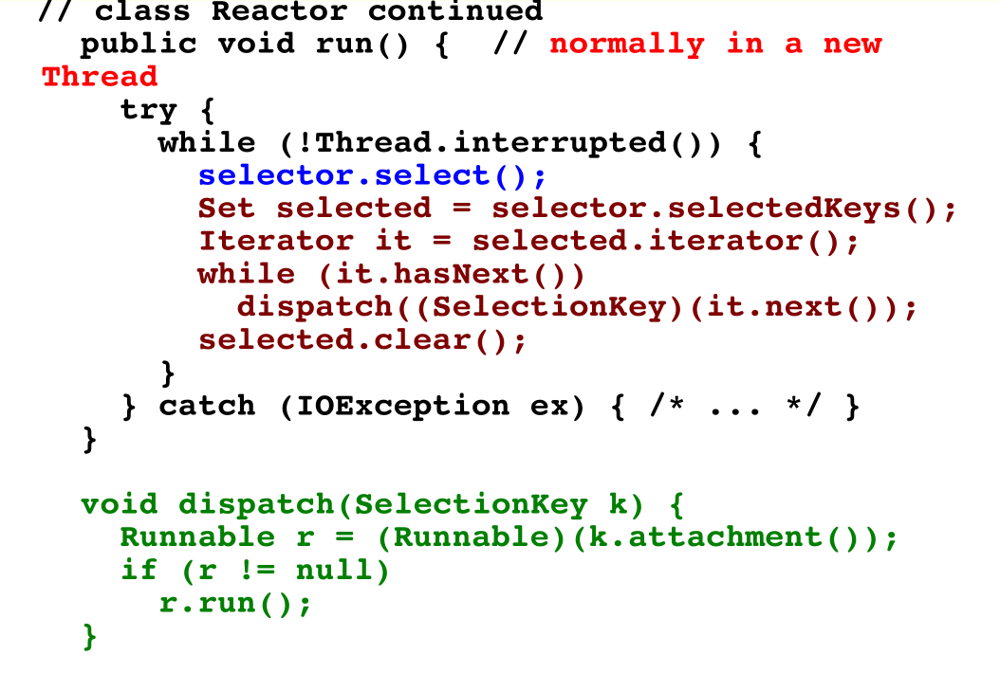 // class Reactor continued
public void run() {  // normally in a new
Thread
try {
while (!Thread.interrupted()) {
selector.select();
Set selected = selector.selectedKeys();
Iterator it = selected.iterator();
while (it.hasNext())
dispatch((SelectionKey)(it.next());
selected.clear();
}
} catch (IOException ex) { /* ... */ }
}
void dispatch(SelectionKey k) {
Runnable r = (Runnable)(k.attachment());
if (r != null)
r.run();
}